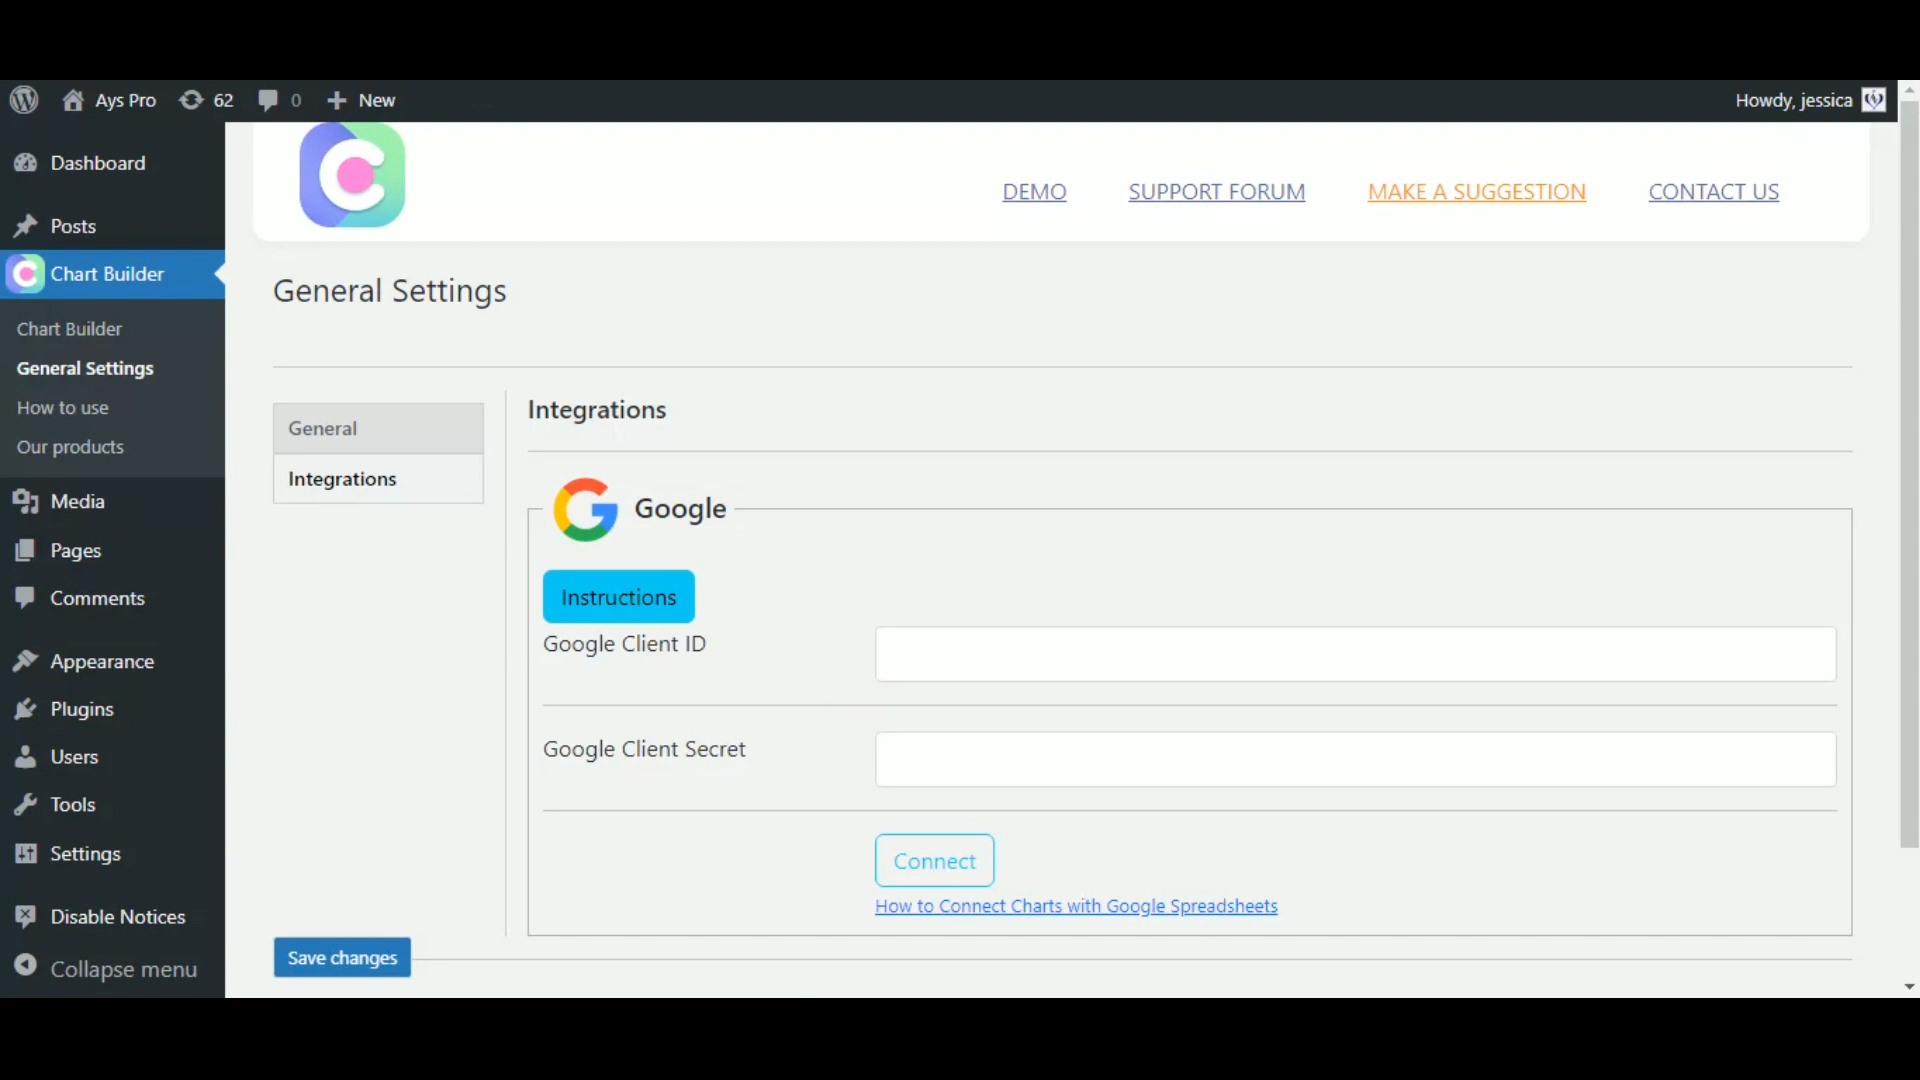 Ays Pro 62 0 New Howdy, jessica
Dashboard
Posts
Chart Builder
Chart Builder
General Settings
How to use
Our products
Media
Pages
Comments
Appearance
Plugins
Users
Tools
Settings
Disable Notices
Collapse menu
DEMO SUPPORT FORUM MAKE A SUGGESTION CONTACT US
General Settings
General
Integrations
Integrations
Google
Instructions
Google Client ID
Google Client Secret
Connect
How to Connect Charts with Google Spreadsheets
Save changes